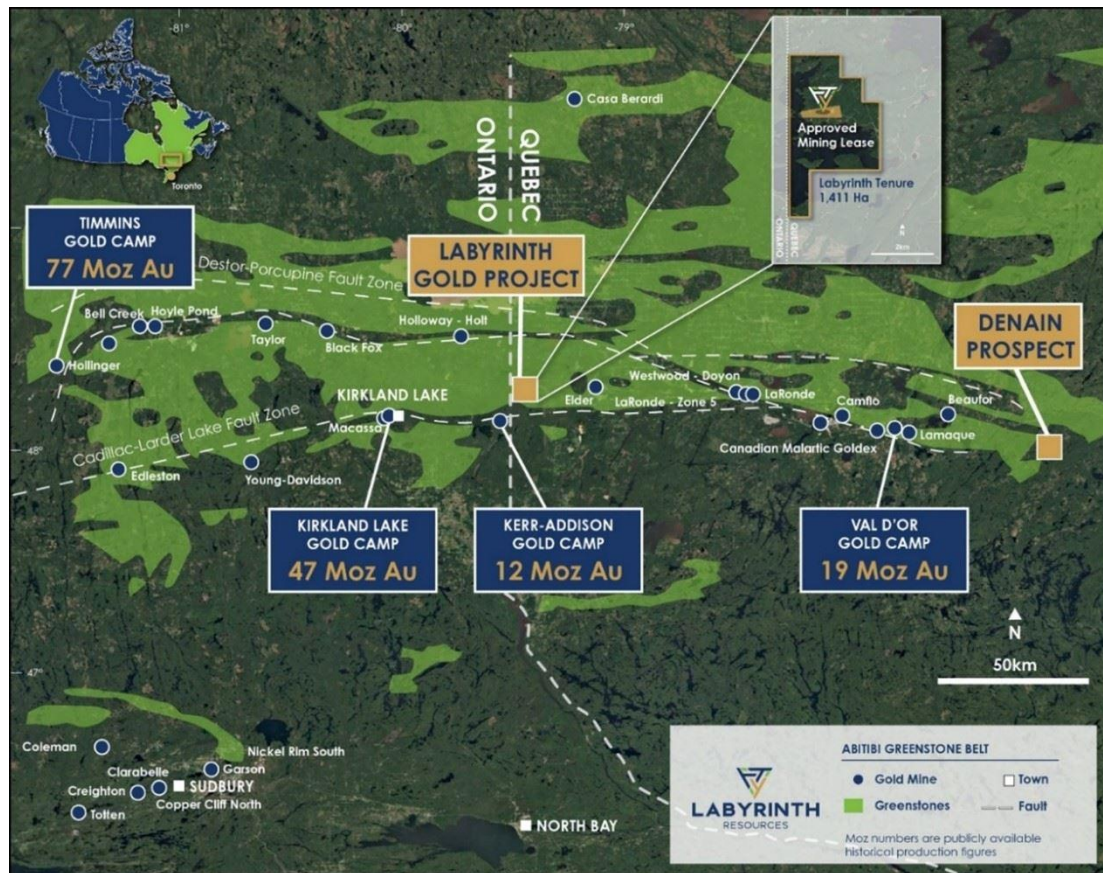 -81°
-80°
-79°
Toronto
Casa Berardi
ONTARIO
QUEBEC
Approved
Mining Lease
Labyrinth Tenure
1,411 Ha
ONTARIO
QUEBEC
N
2km
TIMMINS
GOLD CAMP
77 Moz Au
Destor-Porcupine Fault Zone
LABYRINTH
GOLD PROJECT
DENAIN
PROSPECT
Bell Creek
Hoyle Pond
Hollinger
Taylor
Black Fox
Holloway - Holt
KIRKLAND LAKE
Macassa
Cadillac-Larder Lake Fault Zone
Edleston
Young-Davidson
Elder
Westwood - Doyon
LaRonde - Zone 5
LaRonde
Camflo
Beaufor
Canadian Malartic
Goldex
Lamaque
48°
KIRKLAND LAKE
GOLD CAMP
47 Moz Au
KERR-ADDISON
GOLD CAMP
12 Moz Au
VAL D'OR
GOLD CAMP
19 Moz Au
N
50km
47°
Coleman
Nickel Rim South
Garson
Clarabelle
Creighton
SUDBURY
Copper Cliff North
Totten
NORTH BAY
LABYRINTH
RESOURCES
ABITIBI GREENSTONE BELT
Gold Mine
Town
Greenstones
Fault
Moz numbers are publicly available
historical production figures